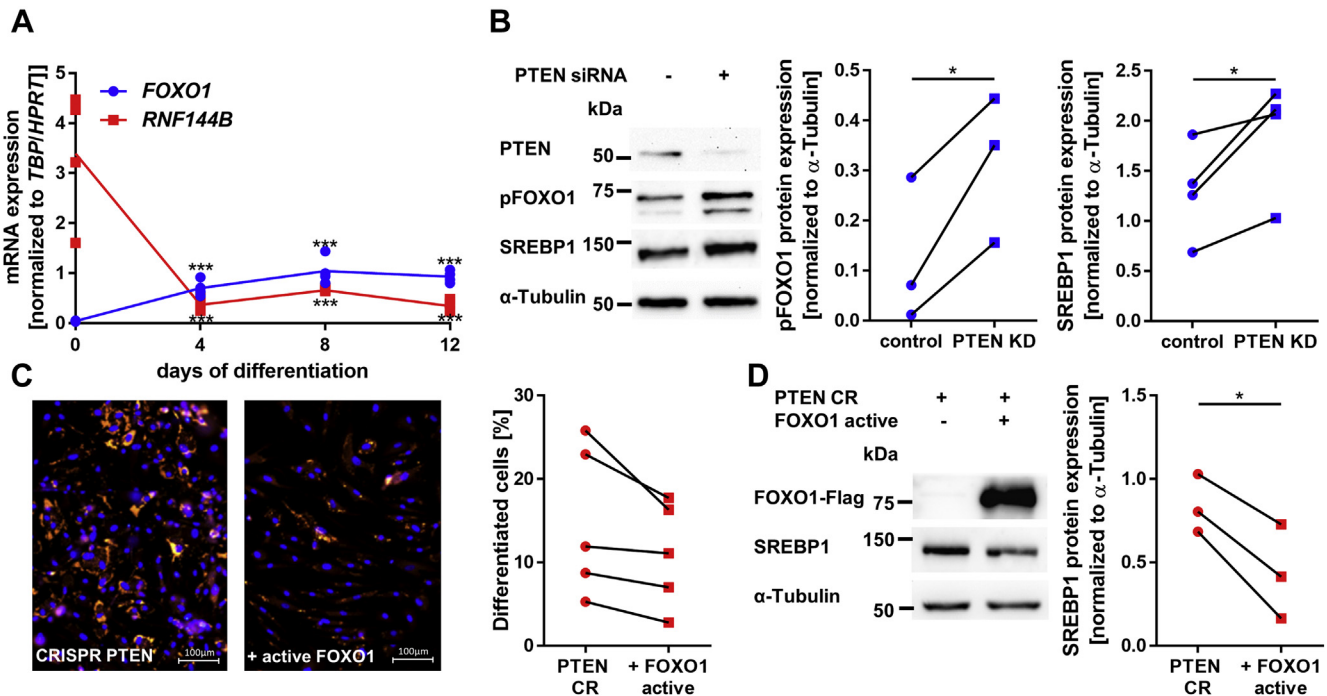 A
mRNA expression
[normalized to TBP/HPRT]]
5
4
3
2
1
0
FOXO1
RNF144B
***
***
***
***
***
***
0 4 8 12
days of differentiation
B
PTEN siRNA - +
kDa
PTEN 50
pFOXO1 75
SREBP1 150
α-Tubulin 50
pFOXO1 protein expression
[normalized to α-Tubulin]
0.5
0.4
0.3
0.2
0.1
0.0
*
control PTEN KD
SREBP1 protein expression
[normalized to α-Tubulin]
2.5
2.0
1.5
1.0
0.5
0.0
*
control PTEN KD
C
CRISPR PTEN 100μm
+ active FOXO1 100μm
Differentiated cells [%]
30
20
10
0
PTEN + FOXO1
CR active
D
PTEN CR + +
FOXO1 active - +
kDa
FOXO1-Flag 75
SREBP1 150
α-Tubulin 50
SREBP1 protein expression
[normalized to α-Tubulin]
1.5
1.0
0.5
0.0
*
PTEN + FOXO1
CR active